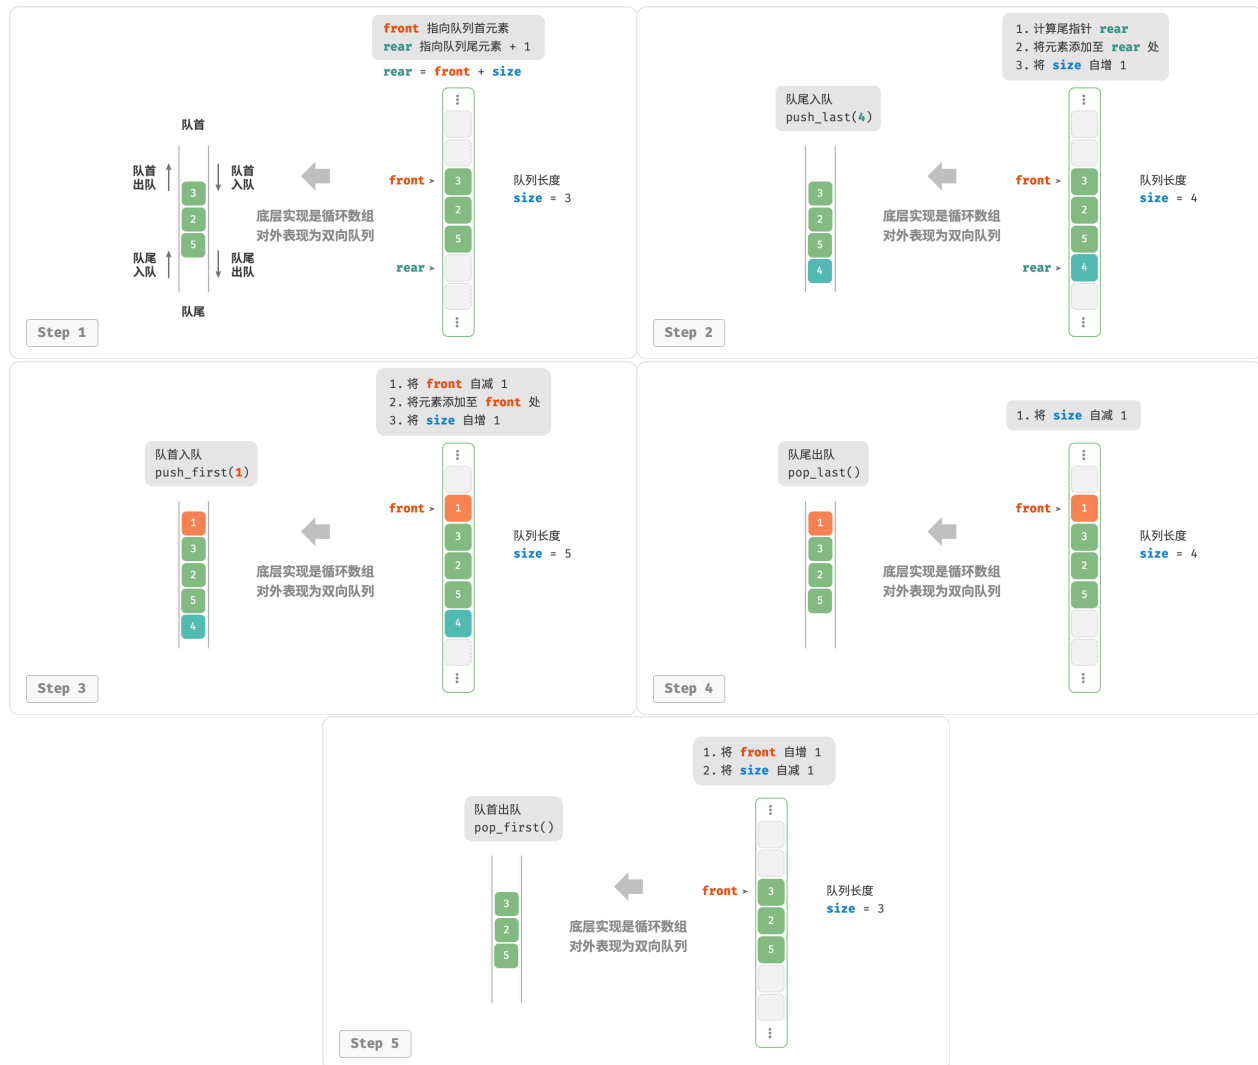 front 指向队列首元素
rear 指向队列尾元素 + 1
rear = front + size
队首
队首
出队
队首
入队
3
2
5
队尾
入队
队尾
出队
队尾
底层实现是循环数组
对外表现为双向队列
front
3
2
5
rear
队列长度
size = 3
Step 1
1. 计算尾指针 rear
2. 将元素添加至 rear 处
3. 将 size 自增 1
队尾入队
push_last(4)
3
2
5
4
底层实现是循环数组
对外表现为双向队列
front
3
2
5
rear
4
队列长度
size = 4
Step 2
1. 将 front 自减 1
2. 将元素添加至 front 处
3. 将 size 自增 1
队首入队
push_first(1)
1
3
2
5
4
底层实现是循环数组
对外表现为双向队列
front
1
3
2
5
4
队列长度
size = 5
Step 3
1. 将 size 自减 1
队尾出队
pop_last()
1
3
2
5
底层实现是循环数组
对外表现为双向队列
front
1
3
2
5
队列长度
size = 4
Step 4
1. 将 front 自增 1
2. 将 size 自减 1
队首出队
pop_first()
3
2
5
底层实现是循环数组
对外表现为双向队列
front
3
2
5
队列长度
size = 3
Step 5